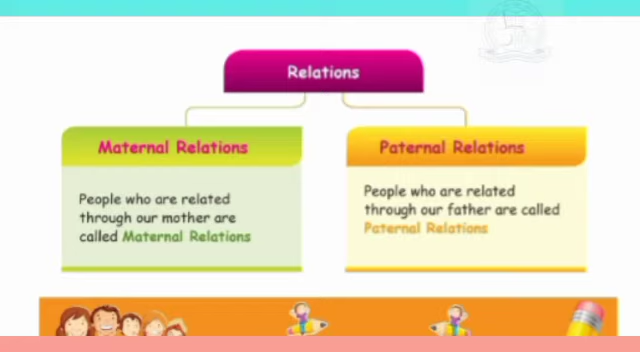 Relations
Maternal Relations
People who are related
through our mother are
called Maternal Relations
Paternal Relations
People who are related
through our father are called
Paternal Relations